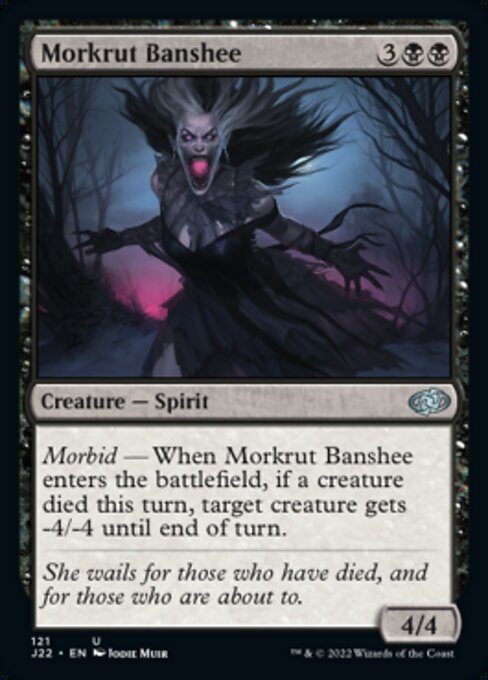 Morkrut Banshee 3
Creature — Spirit
Morbid — When Morkrut Banshee
enters the battlefield, if a creature
died this turn, target creature gets
-4/-4 until end of turn.
She wails for those who have died, and
for those who are about to.
4/4
121 U
J22 • EN Jodie Muir
™ & © 2022 Wizards of the Coast